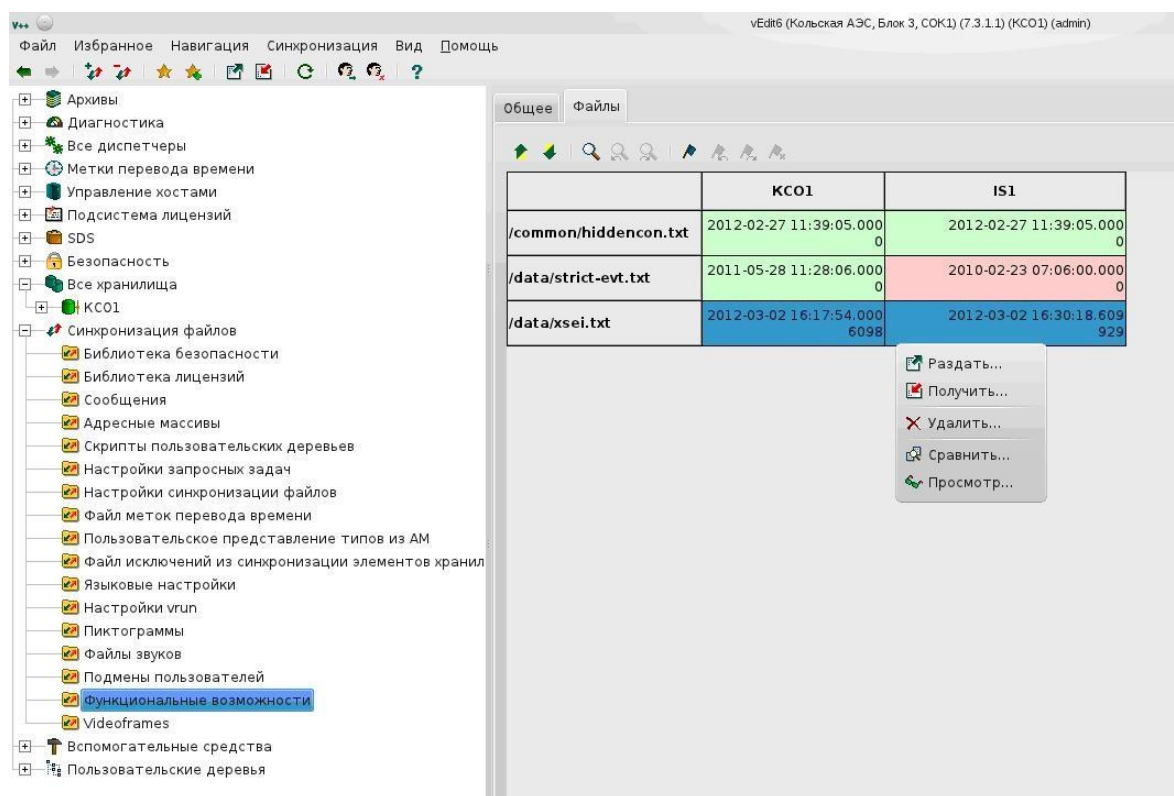 V++
vEdit6 (Кольская АЭС, Блок 3, СОК1) (7.3.1.1) (КСО1) (admin)
Файл Избранное Навигация Синхронизация Вид Помощь
Архивы
Диагностика
Все диспетчеры
Метки перевода времени
Управление хостами
Подсистема лицензий
SDS
Безопасность
Все хранилища
КСО1
Синхронизация файлов
Библиотека безопасности
Библиотека лицензий
Сообщения
Адресные массивы
Скрипты пользовательских деревьев
Настройки запросных задач
Настройки синхронизации файлов
Файл меток перевода времени
Пользовательское представление типов из АМ
Файл исключений из синхронизации элементов хранил
Языковые настройки
Настройки vrun
Пиктограммы
Файлы звуков
Подмены пользователей
Функциональные возможности
Videoframes
Вспомогательные средства
Пользовательские деревья
Общее Файлы
КСО1 IS1
/common/hiddencon.txt 2012-02-27 11:39:05.000 2012-02-27 11:39:05.000
0 0
/data/strict-evt.txt 2011-05-28 11:28:06.000 2010-02-23 07:06:00.000
0 0
/data/xsei.txt 2012-03-02 16:17:54.000 2012-03-02 16:30:18.609
6098 929
Раздать...
Получить...
Удалить...
Сравнить...
Просмотр...